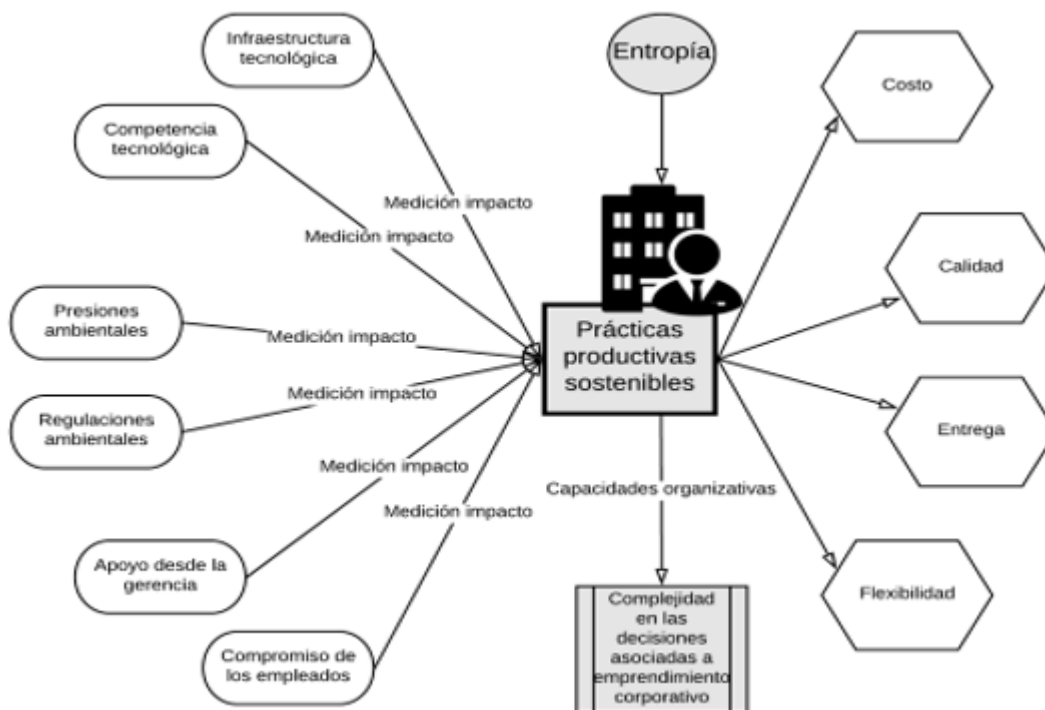 Infraestructura
tecnológica
Entropía
Costo
Competencia
tecnológica
Medición impacto
Medición impacto
Calidad
Presiones
ambientales
Medición impacto
Prácticas
productivas
sostenibles
Medición impacto
Regulaciones
ambientales
Entrega
Medición impacto
Capacidades organizativas
Medición impacto
Apoyo desde la
gerencia
Flexibilidad
Complejidad
en las
decisiones
asociadas a
emprendimiento
corporativo
Compromiso de
los empleados